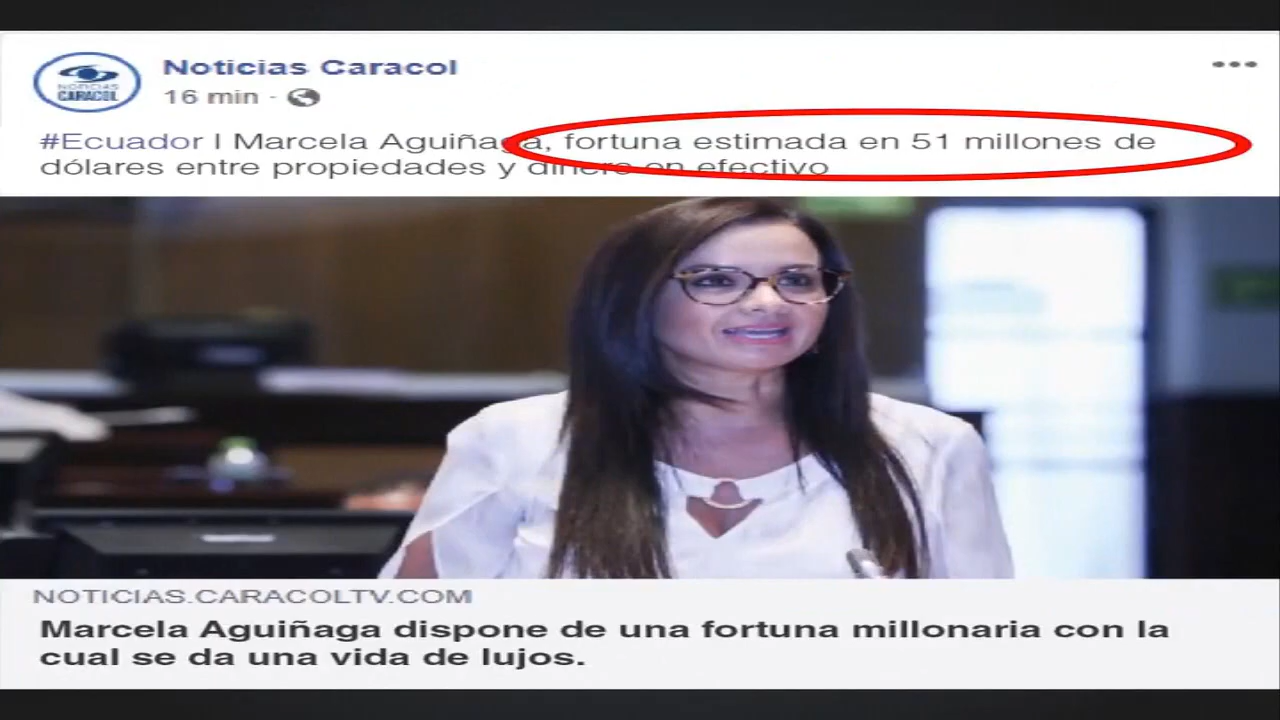 Noticias Caracol
NOTICIAS
CARACOL
16 min ·
#Ecuador | Marcela Aguiñaga, fortuna estimada en 51 millones de
dólares entre propiedades y dinero en efectivo
NOTICIAS.CARACOLTV.COM
Marcela Aguiñaga dispone de una fortuna millonaria con la
cual se da una vida de lujos.